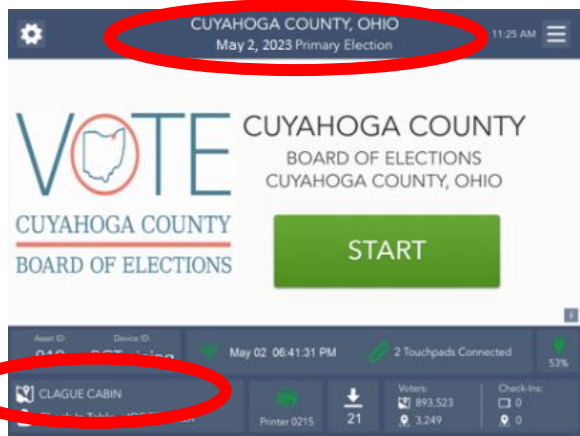 CUYAHOGA COUNTY, OHIO
May 2, 2023 Primary Election
11:25 AM
VOTE
CUYAHOGA COUNTY
BOARD OF ELECTIONS
CUYAHOGA COUNTY
BOARD OF ELECTIONS
CUYAHOGA COUNTY, OHIO
START
i
Asset ID:
Device ID:
May 02 06:41:31 PM
2 Touchpads Connected
53%
CLAGUE CABIN
Printer 0215
21
Voters:
893,523
3,249
Check-Ins:
0
0